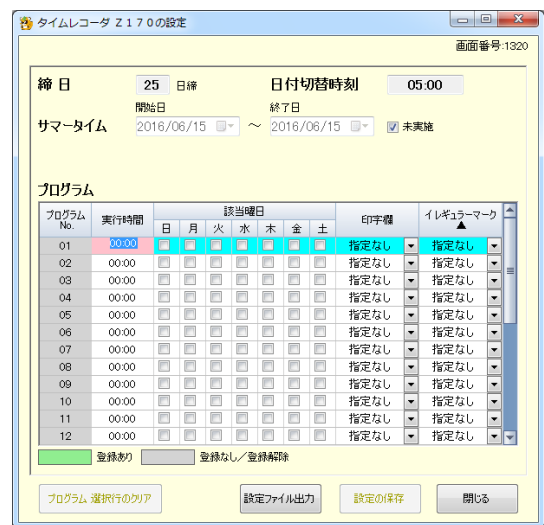 タイムレコーダ Z170の設定
画面番号:1320
締 日 25 日締 日付切替時刻 05:00
開始日 終了日
サマータイム 2016/06/15 ～ 2016/06/15 未実施
プログラム
プログラム No. 実行時間 該当曜日 印字欄 イレギュラーマーク ▲
日 月 火 水 木 金 土
01 00:00 指定なし 指定なし
02 00:00 指定なし 指定なし
03 00:00 指定なし 指定なし
04 00:00 指定なし 指定なし
05 00:00 指定なし 指定なし
06 00:00 指定なし 指定なし
07 00:00 指定なし 指定なし
08 00:00 指定なし 指定なし
09 00:00 指定なし 指定なし
10 00:00 指定なし 指定なし
11 00:00 指定なし 指定なし
12 00:00 指定なし 指定なし
登録あり 登録なし／登録解除
プログラム 選択行のクリア 設定ファイル出力 設定の保存 閉じる